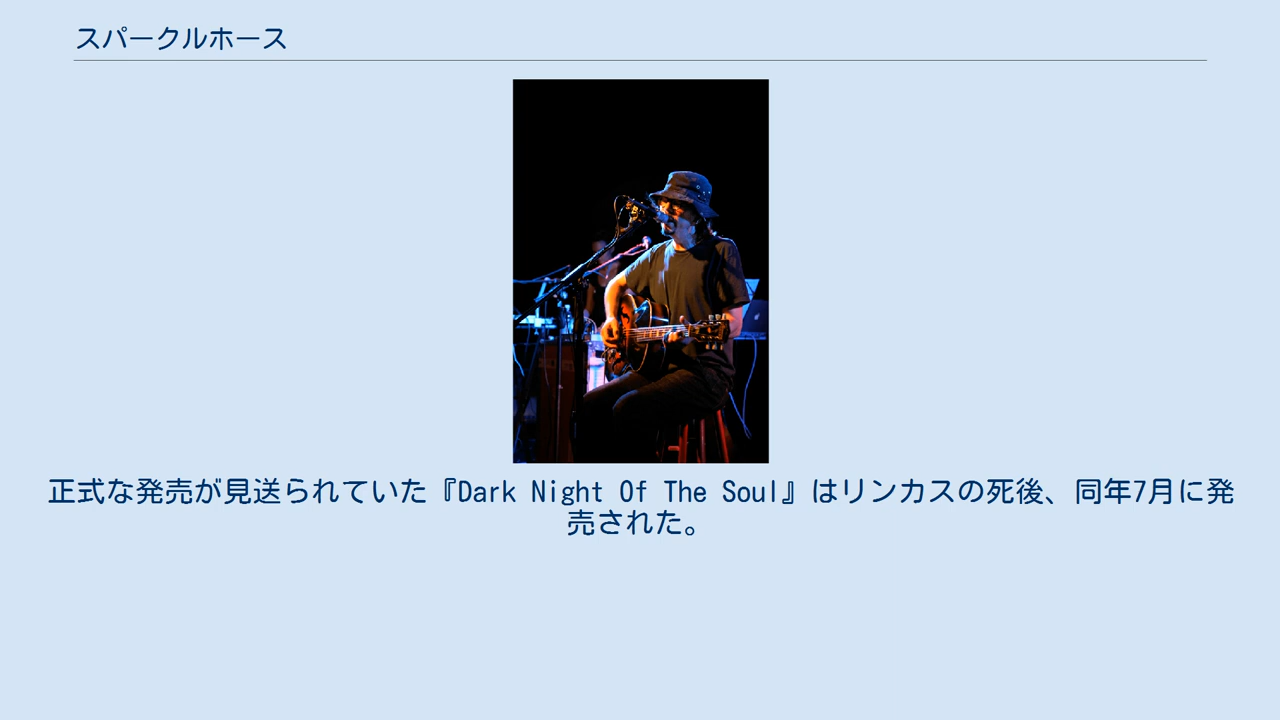 スパークルホース
正式な発売が見送られていた『Dark Night Of The Soul』はリンカスの死後、同年7月に発
売された。